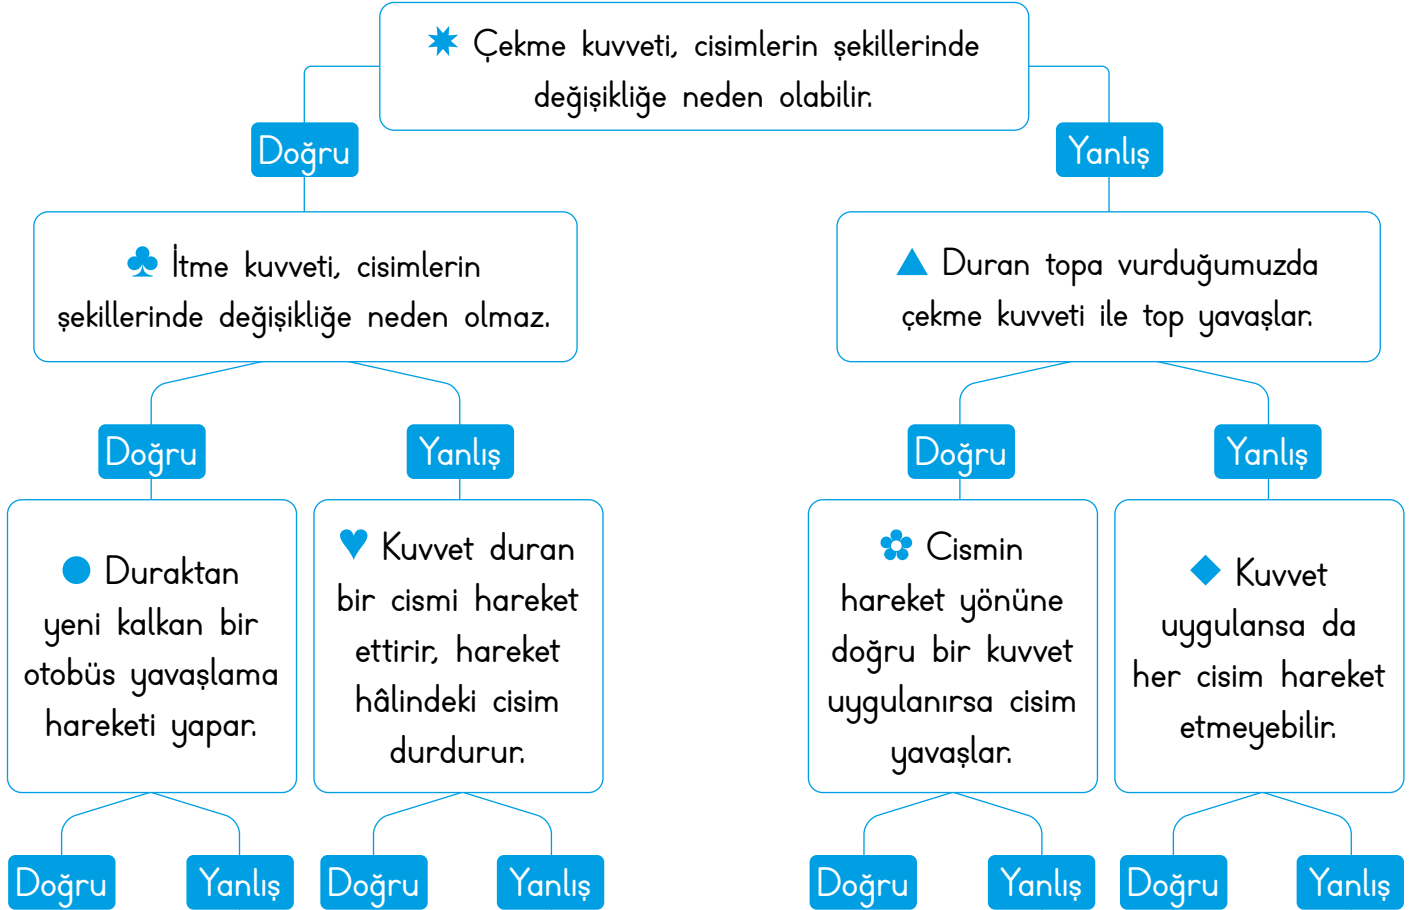 Çekme kuvveti, cisimlerin şekillerinde
değişikliğe neden olabilir.
Doğru
Yanlış
İtme kuvveti, cisimlerin
şekillerinde değişikliğe neden olmaz.
Duran topa vurduğumuzda
çekme kuvveti ile top yavaşlar.
Doğru
Yanlış
Doğru
Yanlış
Duraktan
yeni kalkan bir
otobüs yavaşlama
hareketi yapar.
Kuvvet duran
bir cismi hareket
ettirir, hareket
hâlindeki cisim
durdurur.
Cismin
hareket yönüne
doğru bir kuvvet
uygulanırsa cisim
yavaşlar.
Kuvvet
uygulansa da
her cisim hareket
etmeyebilir.
Doğru
Yanlış
Doğru
Yanlış
Doğru
Yanlış
Doğru
Yanlış